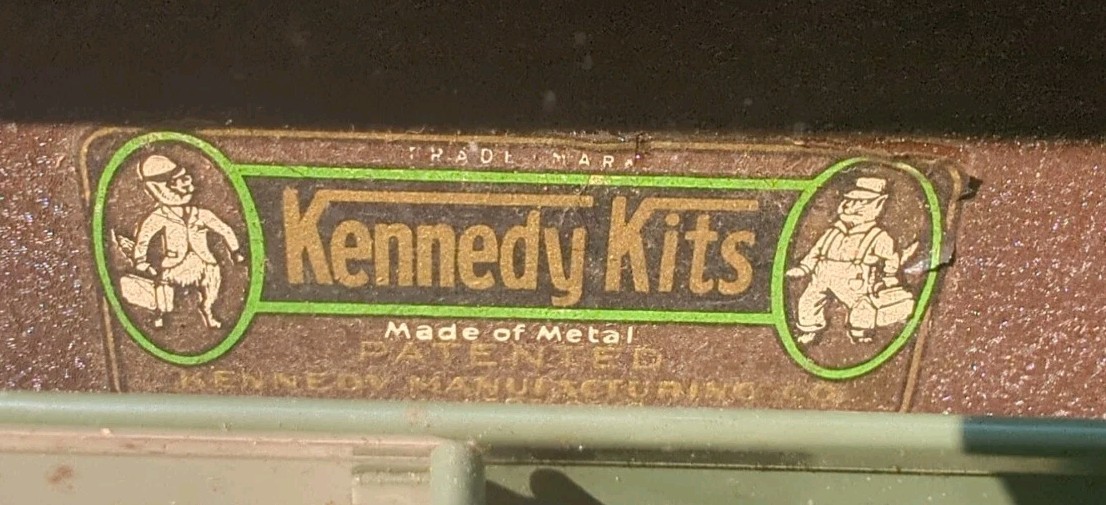 TRADE MARK
Kennedy Kits
Made of Metal
PATENTED
KENNEDY MANUFACTURING CO